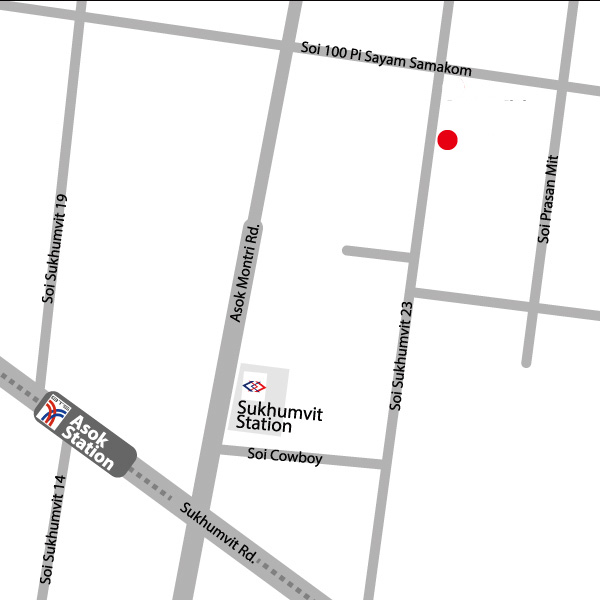 Soi 100 Pi Sayam Samakom
Soi Prasan Mit
Soi Sukhumvit 19
Asok Montri Rd.
Soi Sukhumvit 23
Sukhumvit
Station
Asok
Station
Soi Cowboy
Soi Sukhumvit 14
Sukhumvit Rd.